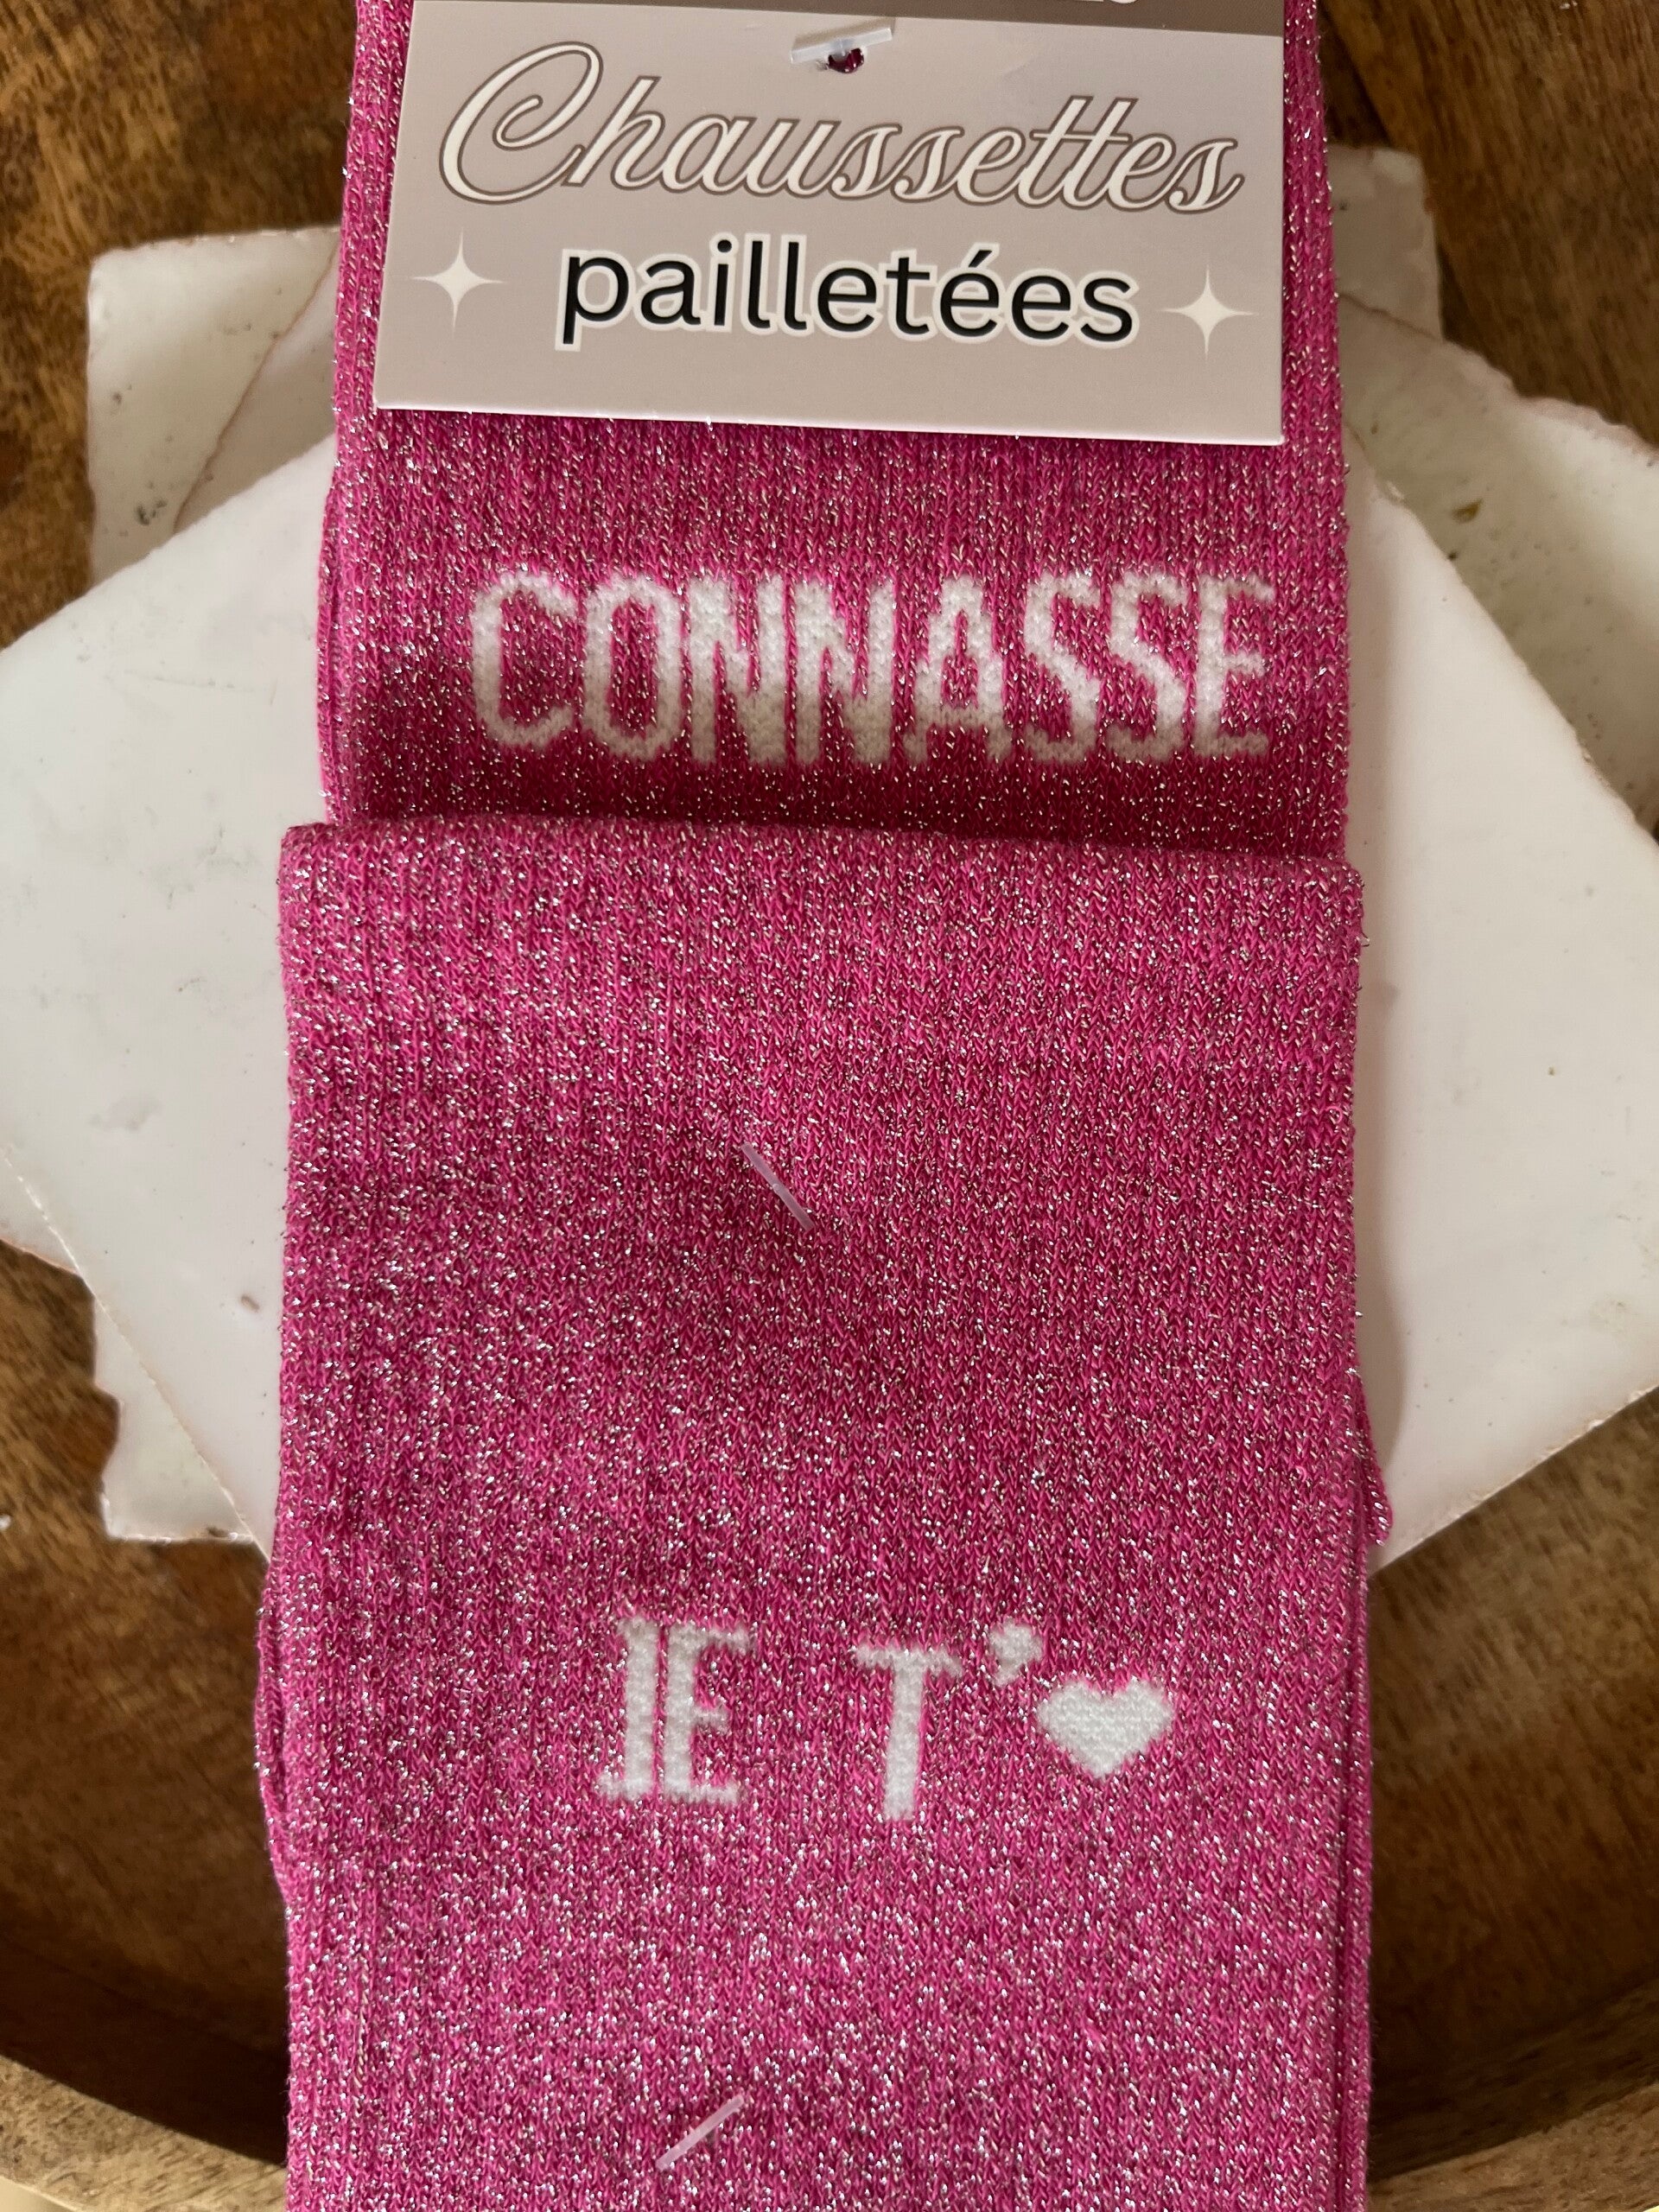 Chaussettes
pailletées
CONNASSE
JE T'❤